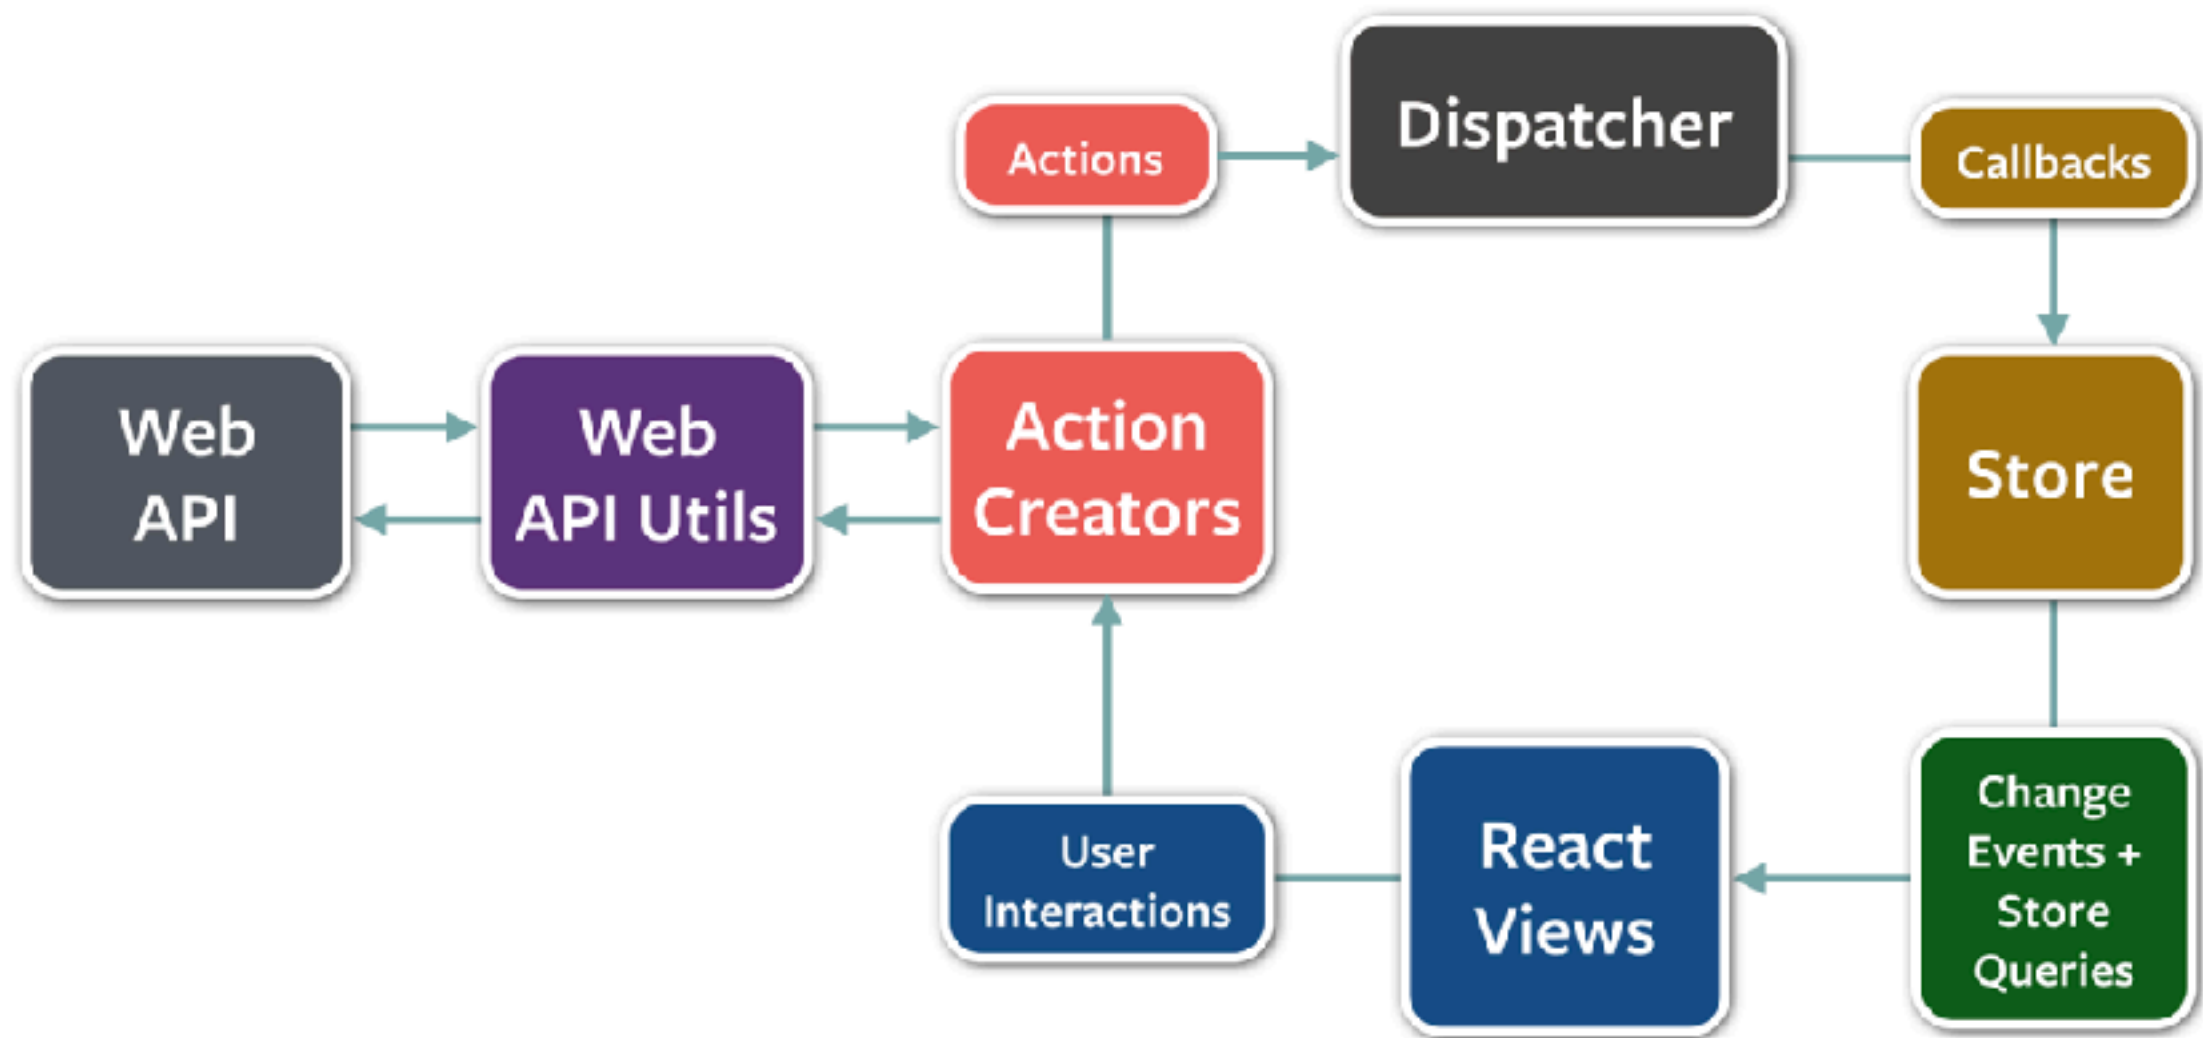 Dispatcher
Actions
Callbacks
Web
API
Web
API Utils
Action
Creators
Store
User
Interactions
React
Views
Change
Events +
Store
Queries